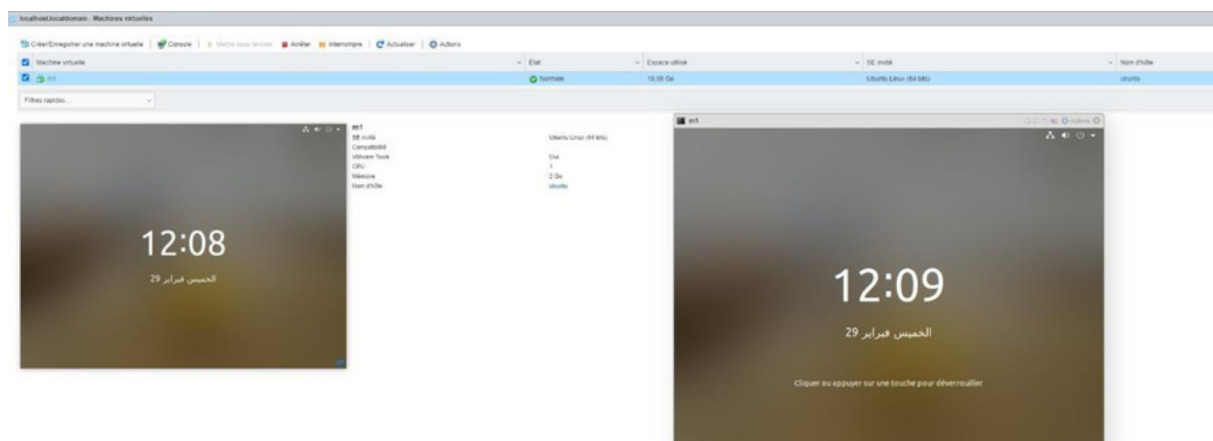 localhost.localdomain - Machines virtuelles
Créer/Enregistrer une machine virtuelle | Console | Mettre sous tension Arrêter Interrompre | Actualiser | Actions
Machine virtuelle État Espace utilisé SE invité Nom d'hôte
m1 Normale Ubuntu Linux (64 bits) ubuntu
Filtres rapides...
12:08
الخميس فبراير 29
m1
SE invité Ubuntu Linux (64 bits)
Compatibilité
VMware Tools Oui
CPU 1
Mémoire 2 Go
Nom d'hôte ubuntu
m1 Actions
12:09
الخميس فبراير 29
Cliquer ou appuyer sur une touche pour déverrouiller